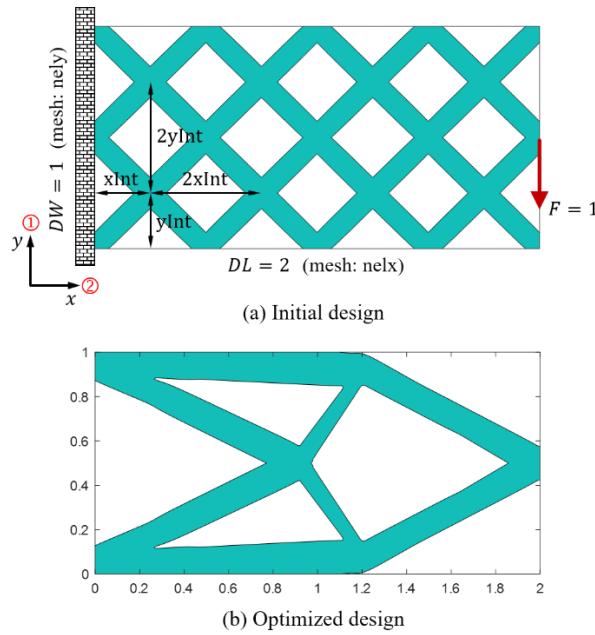 DW = 1 (mesh: nely)
2yInt
xInt
2xInt
yInt
F = 1
①
y
x
②
DL = 2 (mesh: nelx)
(a) Initial design
1
0.8
0.6
0.4
0.2
0
0 0.2 0.4 0.6 0.8 1 1.2 1.4 1.6 1.8 2
(b) Optimized design